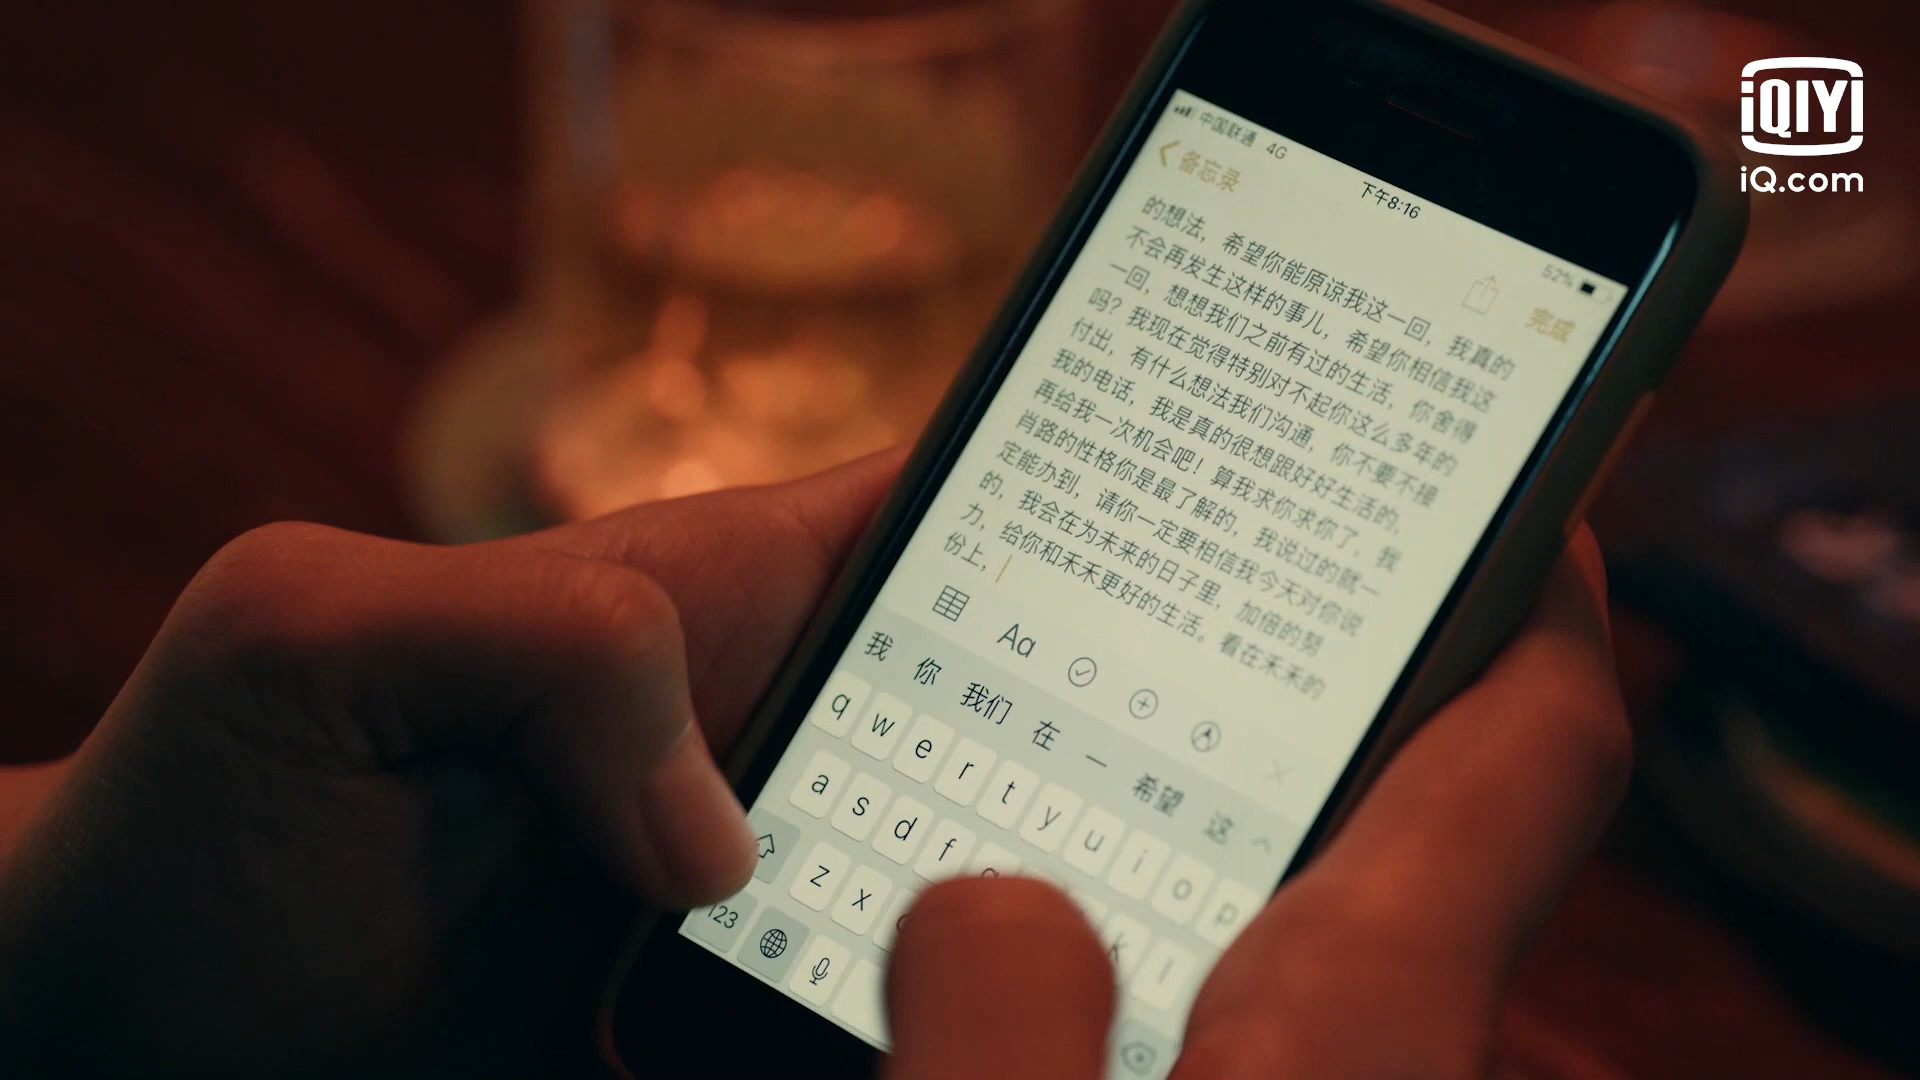 iQIYI
iQ.com
中国联通 4G
下午8:16
52%
备忘录
完成
的想法，希望你能原谅我这一回，我真的
不会再发生这样的事儿，希望你相信我这
一回，想想我们之前有过的生活，你舍得
吗？我现在觉得特别对不起你这么多年的
付出，有什么想法我们沟通，你不要不接
我的电话，我是真的很想跟好好生活的，
再给我一次机会吧！算我求你求你了，我
肖路的性格你是最了解的，我说过的就一
定能办到，请你一定要相信我今天对你说
的，我会在为未来的日子里，加倍的努
力，给你和禾禾更好的生活。看在禾禾的
份上，
Aa
我 你 我们 在 一 希望 这
q w e r t y u i o p
a s d f g k l
z x c
123